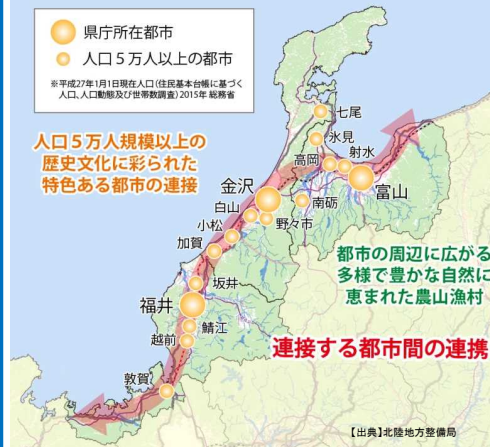 県庁所在都市
人口5万人以上の都市
※平成27年1月1日現在人口(住民基本台帳に基づく
人口、人口動態及び世帯数調査)2015年 総務省
人口5万人規模以上の
歴史文化に彩られた
特色ある都市の連接
七尾
氷見
高岡
射水
金沢
富山
白山
南砺
小松
野々市
加賀
都市の周辺に広がる
多様で豊かな自然に
恵まれた農山漁村
坂井
福井
鯖江
越前
連接する都市間の連携
敦賀
【出典】北陸地方整備局